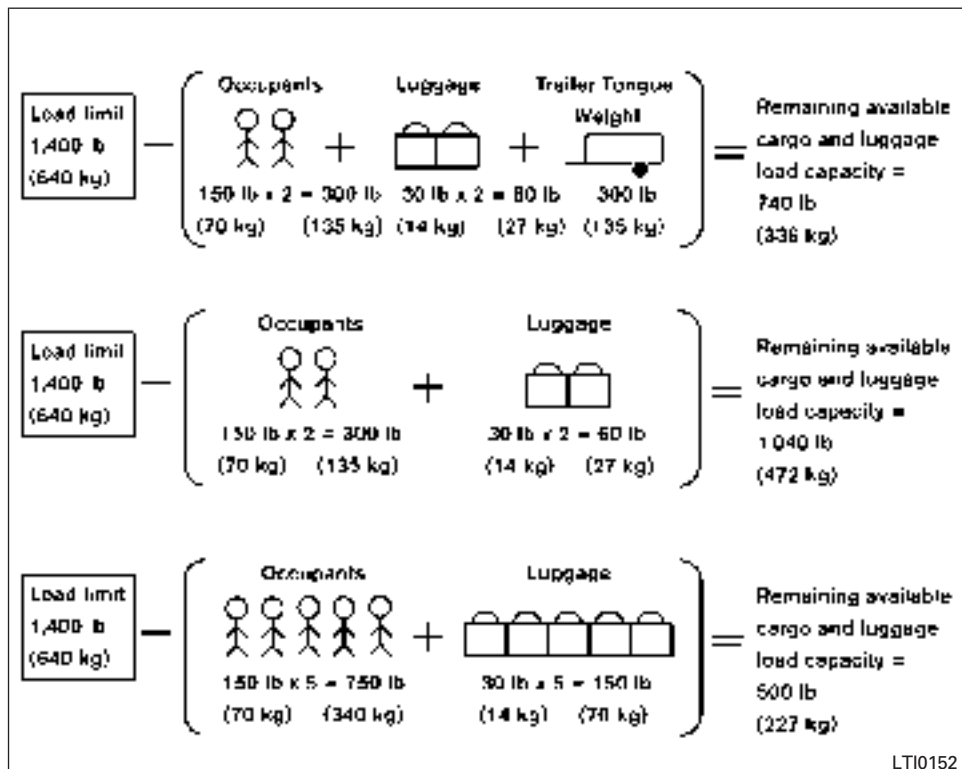 Occupants Luggage Trailer Tongue
Weight
Load limit
1,400 lb
(640 kg)
150 lb x 2 = 300 lb 30 lb x 2 = 60 lb 300 lb
(70 kg) (135 kg) (14 kg) (27 kg) (135 kg)
Remaining available
cargo and luggage
load capacity =
740 lb
(336 kg)
Occupants Luggage
Load limit
1,400 lb
(640 kg)
150 lb x 2 = 300 lb 30 lb x 2 = 60 lb
(70 kg) (135 kg) (14 kg) (27 kg)
Remaining available
cargo and luggage
load capacity =
1040 lb
(472 kg)
Occupants Luggage
Load limit
1,400 lb
(640 kg)
150 lb x 5 = 750 lb 30 lb x 5 = 150 lb
(70 kg) (340 kg) (14 kg) (70 kg)
Remaining available
cargo and luggage
load capacity =
500 lb
(227 kg)
LTI0152